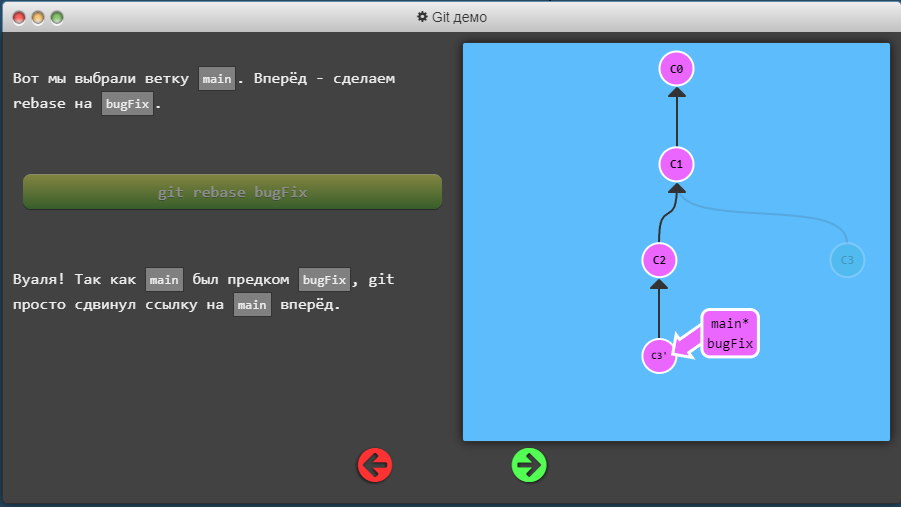 Git демо
Вот мы выбрали ветку main. Вперёд - сделаем
rebase на bugFix.
git rebase bugFix
Вуаля! Так как main был предком bugFix, git
просто сдвинул ссылку на main вперёд.
C0
C1
C2
C3
C3'
main*
bugFix